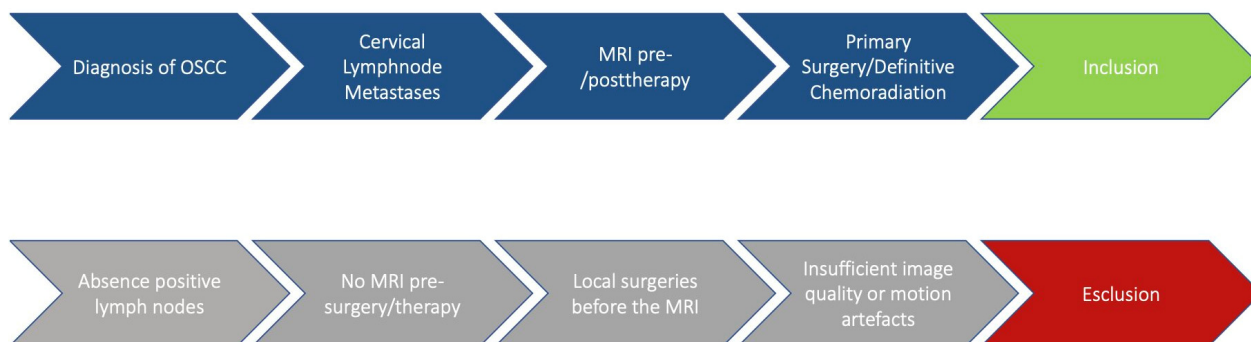 Diagnosis of OSCC
Cervical
Lymphnode
Metastases
MRI pre-
/posttherapy
Primary
Surgery/Definitive
Chemoradiation
Inclusion
Absence positive
lymph nodes
No MRI pre-
surgery/therapy
Local surgeries
before the MRI
Insufficient image
quality or motion
artefacts
Esclusion